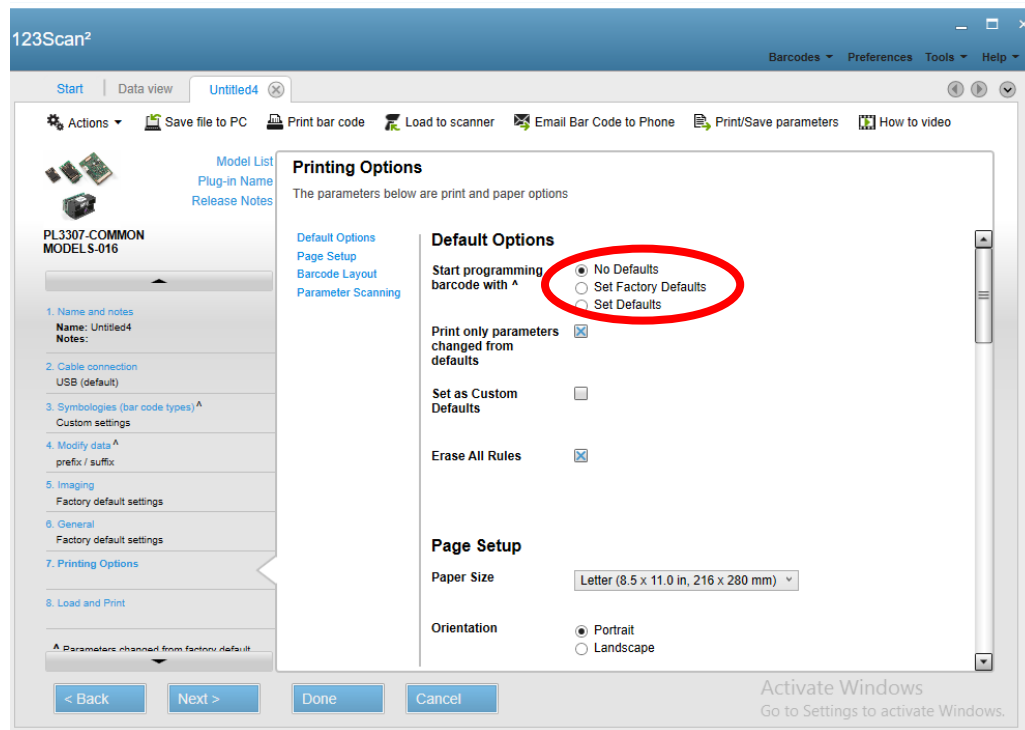 123Scan²
Barcodes Preferences Tools Help
Start Data view Untitled4
Actions Save file to PC Print bar code Load to scanner Email Bar Code to Phone Print/Save parameters How to video
Model List
Plug-in Name
Release Notes
PL3307-COMMON
MODELS-016
1. Name and notes
Name: Untitled4
Notes:
2. Cable connection
USB (default)
3. Symbologies (bar code types) ^
Custom settings
4. Modify data ^
prefix / suffix
5. Imaging
Factory default settings
6. General
Factory default settings
7. Printing Options
8. Load and Print
^ Parameters changed from factory default
Printing Options
The parameters below are print and paper options
Default Options
Page Setup
Barcode Layout
Parameter Scanning
Default Options
Start programming
barcode with ^
No Defaults
Set Factory Defaults
Set Defaults
Print only parameters
changed from
defaults
Set as Custom
Defaults
Erase All Rules
Page Setup
Paper Size
Letter (8.5 x 11.0 in, 216 x 280 mm)
Orientation
Portrait
Landscape
< Back Next > Done Cancel
Activate Windows
Go to Settings to activate Windows.